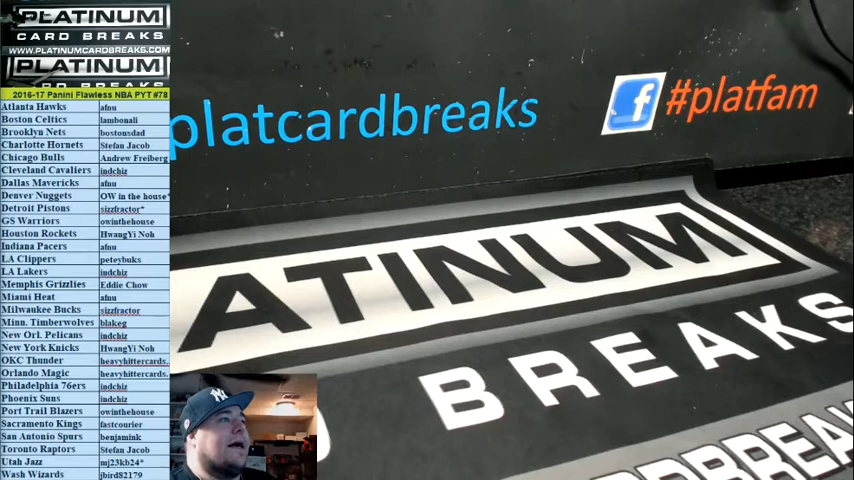 PLATINUM
CARD BREAKS
WWW.PLATINUMCARDBREAKS.COM
PLATINUM
BREAKS
2016-17 Panini Flawless NBA PYT #78
Atlanta Hawks afnu
Boston Celtics lambonali
Brooklyn Nets bostonsdad
Charlotte Hornets Stefan Jacob
Chicago Bulls Andrew Freiberg
Cleveland Cavaliers indchiz
Dallas Mavericks afnu
Denver Nuggets OW in the house*
Detroit Pistons sizzfractor*
GS Warriors owinthehouse
Houston Rockets HwangYi Noh
Indiana Pacers afnu
LA Clippers peteybuks
LA Lakers indchiz
Memphis Grizzlies Eddie Chow
Miami Heat afnu
Milwaukee Bucks sizzfractor
Minn. Timberwolves blakeg
New Orl. Pelicans indchiz
New York Knicks HwangYi Noh
OKC Thunder heavyhittercards.
Orlando Magic heavyhittercards.
Philadelphia 76ers indchiz
Phoenix Suns indchiz
Port Trail Blazers owinthehouse
Sacramento Kings fastcourier
San Antonio Spurs benjamink
Toronto Raptors Stefan Jacob
Utah Jazz mj23kb24*
Wash Wizards jbird82179
platcardbreaks f #platfam
ATINUM
BREAKS
RDBREA
NY